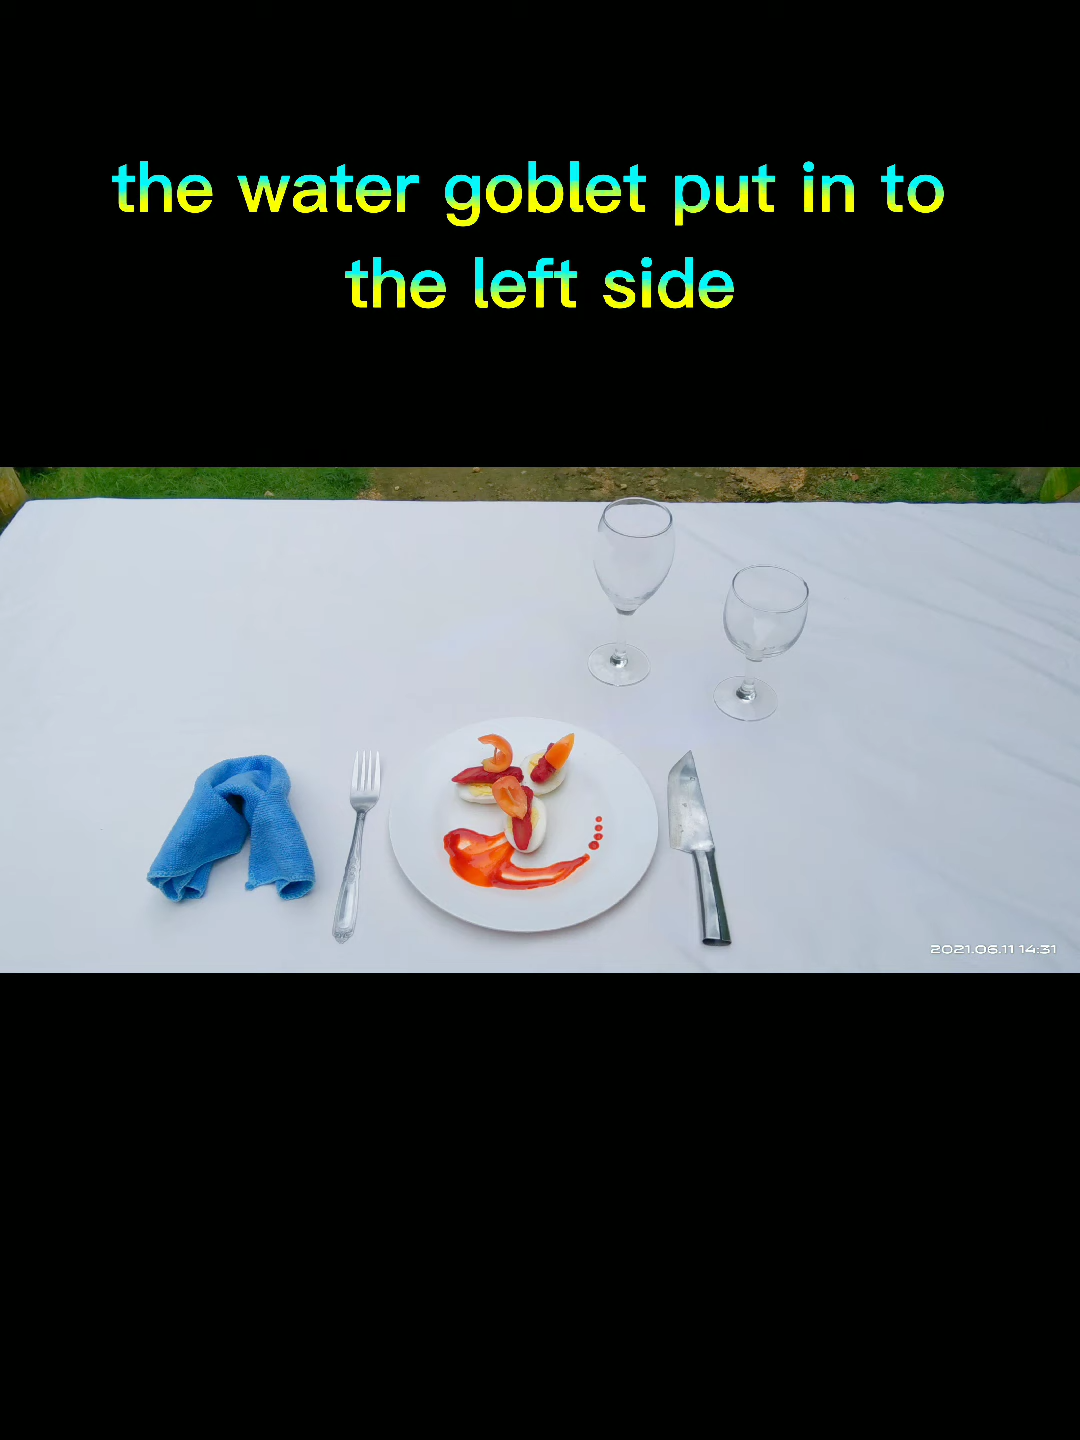 the water goblet put in to
the left side
2021.06.11 14:31